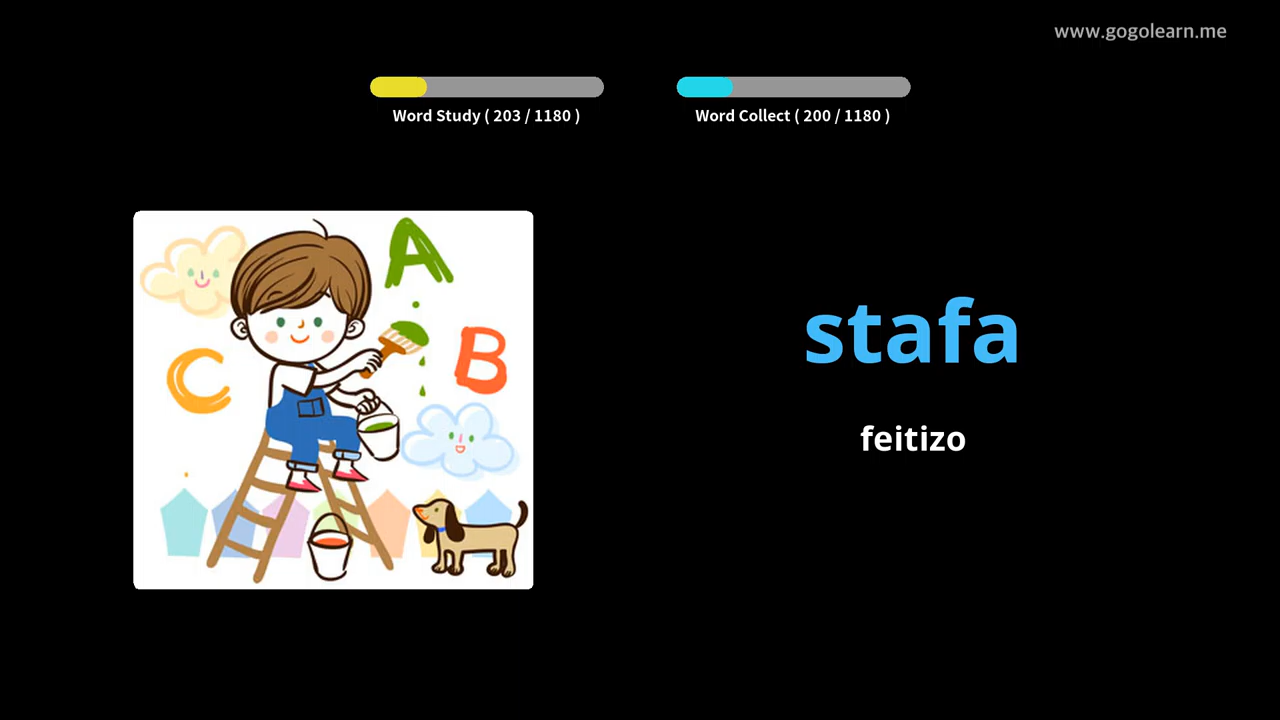 www.gogolearn.me
Word Study ( 203 / 1180 )
Word Collect ( 200 / 1180 )
A
B
C
stafa
feitizo